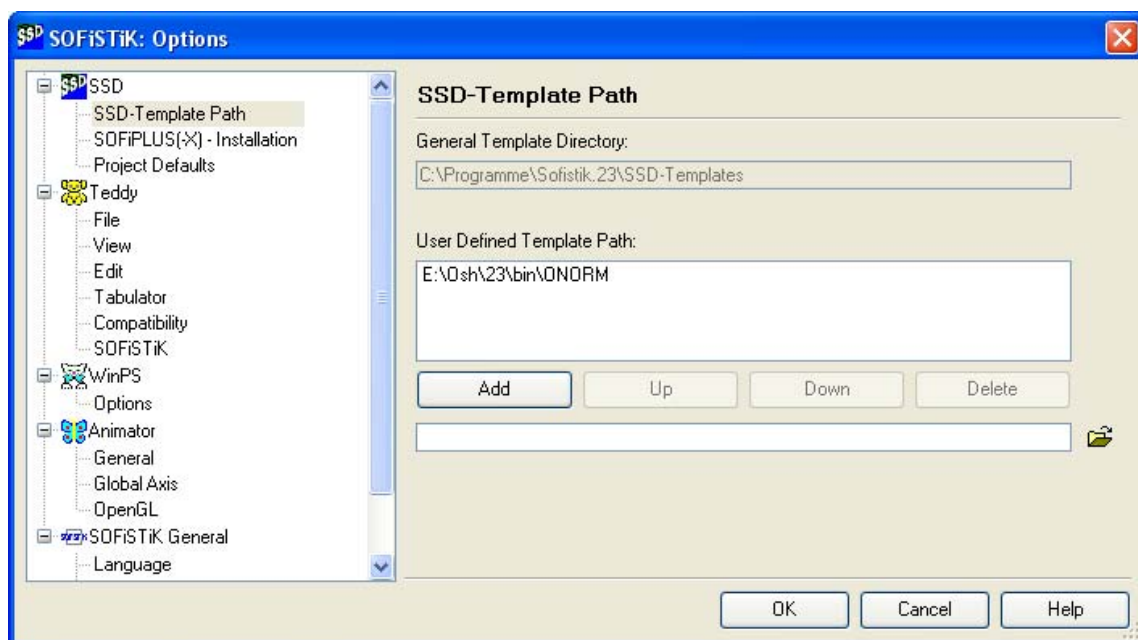 SSD SOFiSTiK: Options
SSD SSD
SSD-Template Path
SOFiPLUS(-X) - Installation
Project Defaults
Teddy
File
View
Edit
Tabulator
Compatibility
SOFiSTiK
WinPS
Options
Animator
General
Global Axis
OpenGL
SOFiSTiK General
Language
SSD-Template Path
General Template Directory:
C:\Programme\Sofistik.23\SSD-Templates
User Defined Template Path:
E:\Osh\23\bin\ONORM
Add Up Down Delete
OK Cancel Help